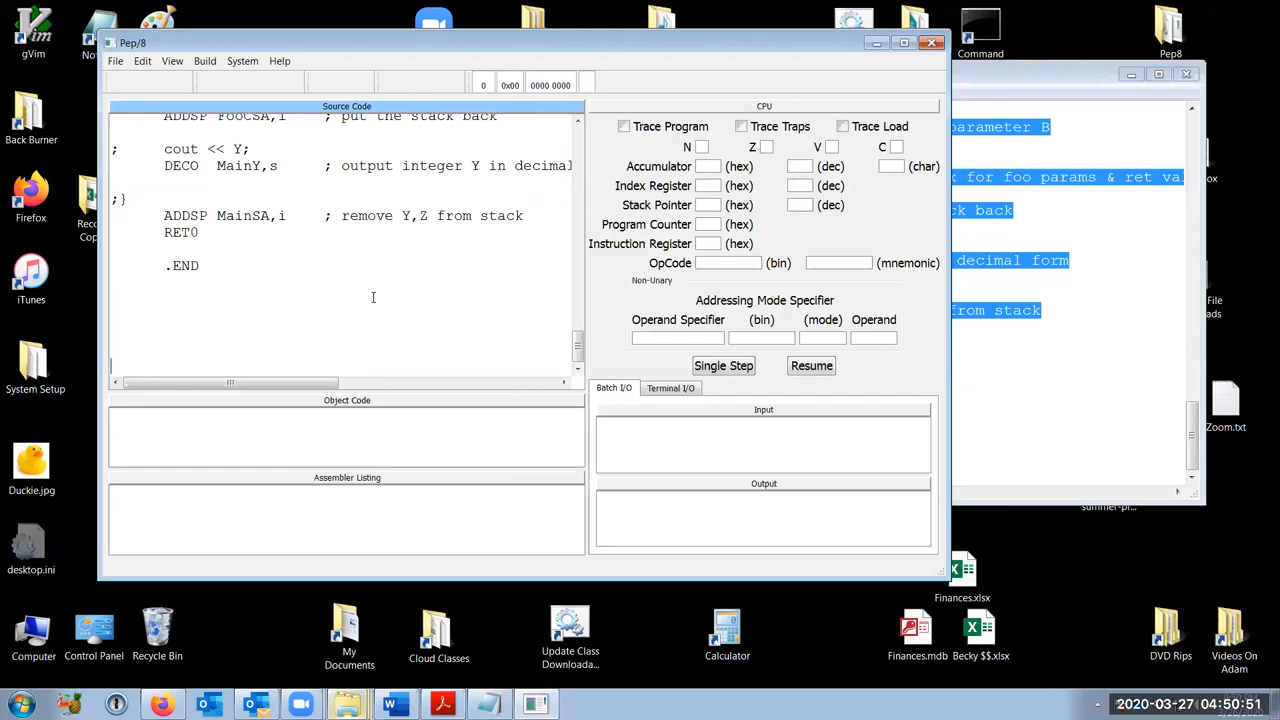 gVim
Command
Pep8
Pep/8
File Edit View Build System Help
0 0x00 0000 0000
Source Code
CPU
ADDSP FooCSA,i ; put the stack back
; cout << Y;
DECO MainY,s ; output integer Y in decimal
;}
ADDSP MainSA,i ; remove Y,Z from stack
RET0
.END
Object Code
Assembler Listing
Trace Program Trace Traps Trace Load
N Z V C
Accumulator (hex) (dec) (char)
Index Register (hex) (dec)
Stack Pointer (hex) (dec)
Program Counter (hex)
Instruction Register (hex)
OpCode (bin) (mnemonic)
Non-Unary
Addressing Mode Specifier
Operand Specifier (bin) (mode) Operand
Single Step Resume
Batch I/O Terminal I/O
Input
Output
parameter B
k for foo params & ret va
ck back
decimal form
from stack
Back Burner
Firefox
iTunes
System Setup
Duckie.jpg
desktop.ini
Computer
Control Panel
Recycle Bin
My Documents
Cloud Classes
Update Class Downloada...
Calculator
Finances.xlsx
Finances.mdb
Becky $$.xlsx
DVD Rips
Videos On Adam
Zoom.txt
2020-03-27 04:50:51